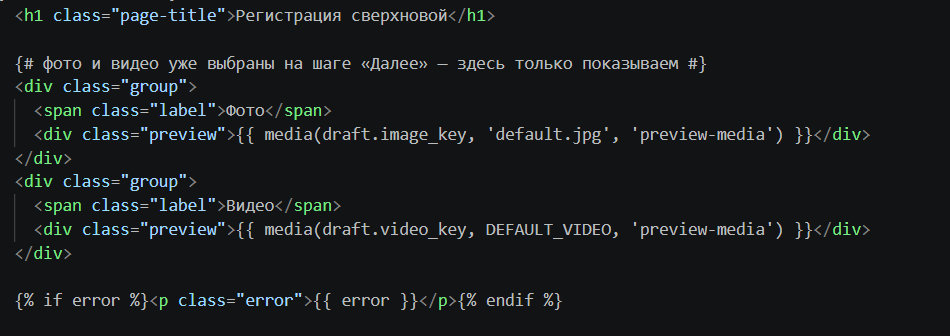 <h1 class="page-title">Регистрация сверхновой</h1>
{# фото и видео уже выбраны на шаге «Далее» — здесь только показываем #}
<div class="group">
<span class="label">Фото</span>
<div class="preview">{{ media(draft.image_key, 'default.jpg', 'preview-media') }}</div>
</div>
<div class="group">
<span class="label">Видео</span>
<div class="preview">{{ media(draft.video_key, DEFAULT_VIDEO, 'preview-media') }}</div>
</div>
{% if error %}<p class="error">{{ error }}</p>{% endif %}